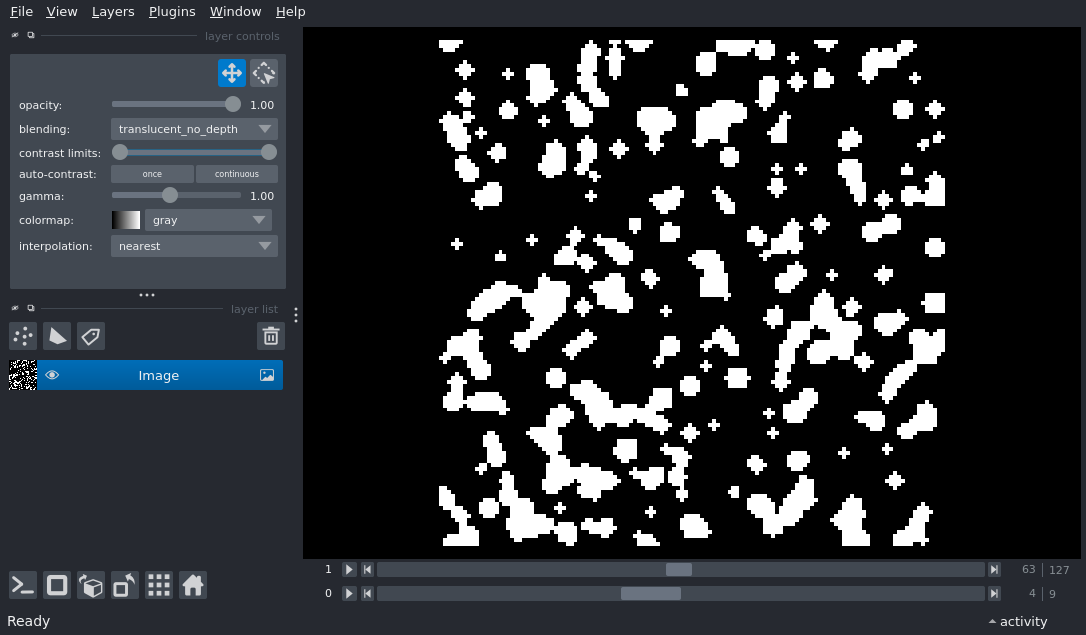 File View Layers Plugins Window Help
layer controls
opacity: 1.00
blending: translucent_no_depth
contrast limits:
auto-contrast: once continuous
gamma: 1.00
colormap: gray
interpolation: nearest
layer list
Image
1 63 127
0 4 9
Ready activity